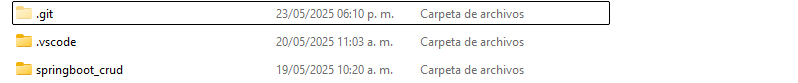 .git 23/05/2025 06:10 p. m. Carpeta de archivos
.vscode 20/05/2025 11:03 a. m. Carpeta de archivos
springboot_crud 19/05/2025 10:20 a. m. Carpeta de archivos